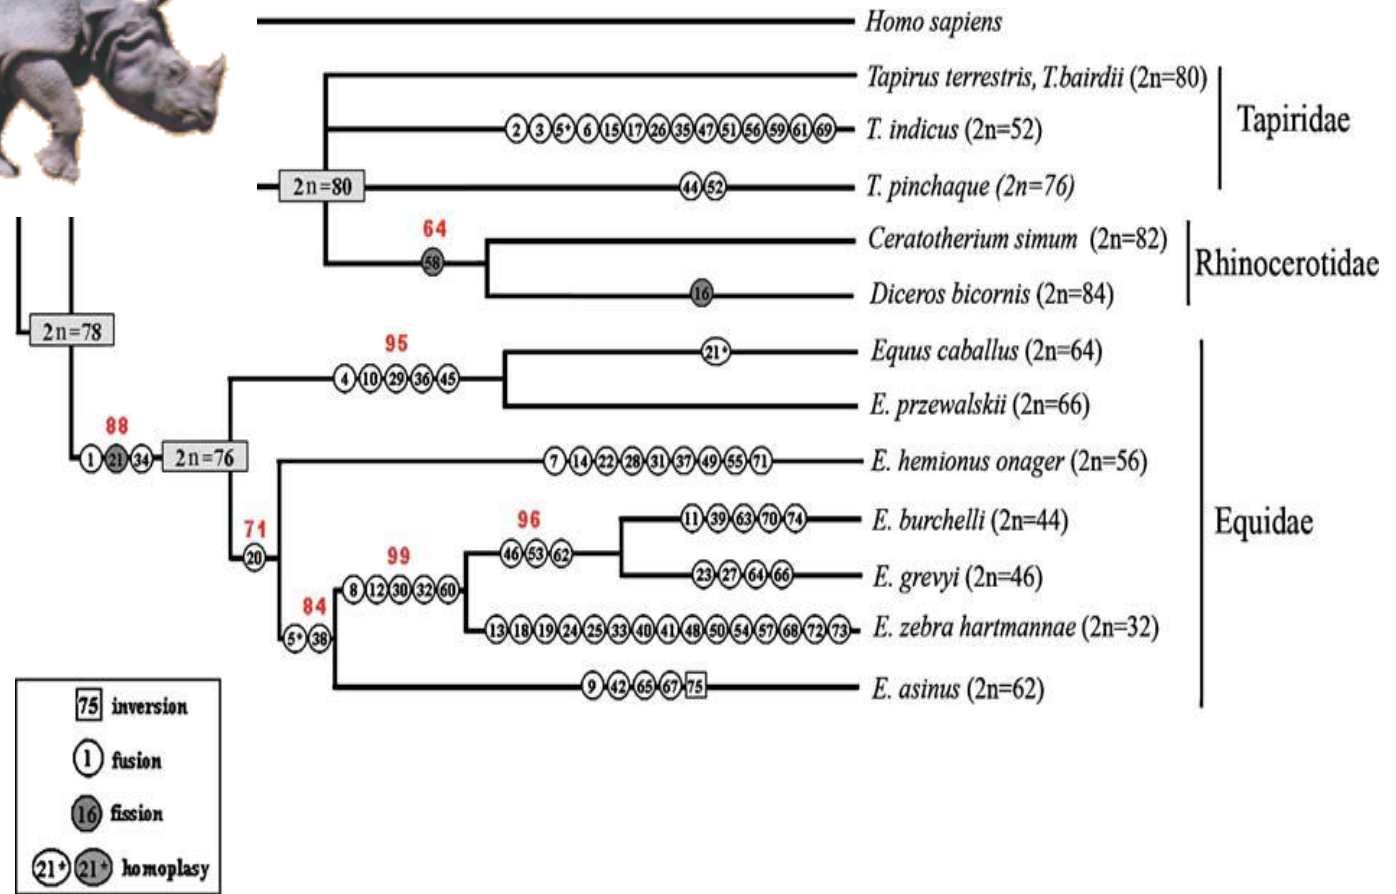 Homo sapiens
Tapirus terrestris, T.bairdii (2n=80)
Tapiridae
2 3 5* 6 15 17 26 35 47 51 56 59 61 69 T. indicus (2n=52)
2n=80 44 52 T. pinchaque (2n=76)
64
58
Ceratotherium simum (2n=82)
Rhinocerotidae
16 Diceros bicornis (2n=84)
2n=78
95
21* Equus caballus (2n=64)
4 10 29 36 45
E. przewalskii (2n=66)
88
1 21 34 2n=76
7 14 22 28 31 37 49 55 71 E. hemionus onager (2n=56)
Equidae
71
20
96
11 39 63 70 74 E. burchelli (2n=44)
46 53 62
99
23 27 64 66 E. grevyi (2n=46)
8 12 30 32 60
84
5* 38
13 18 19 24 25 33 40 41 48 50 54 57 68 72 73 E. zebra hartmannae (2n=32)
9 42 65 67 75 E. asinus (2n=62)
75 inversion
1 fusion
16 fission
21* 21* homoplasy